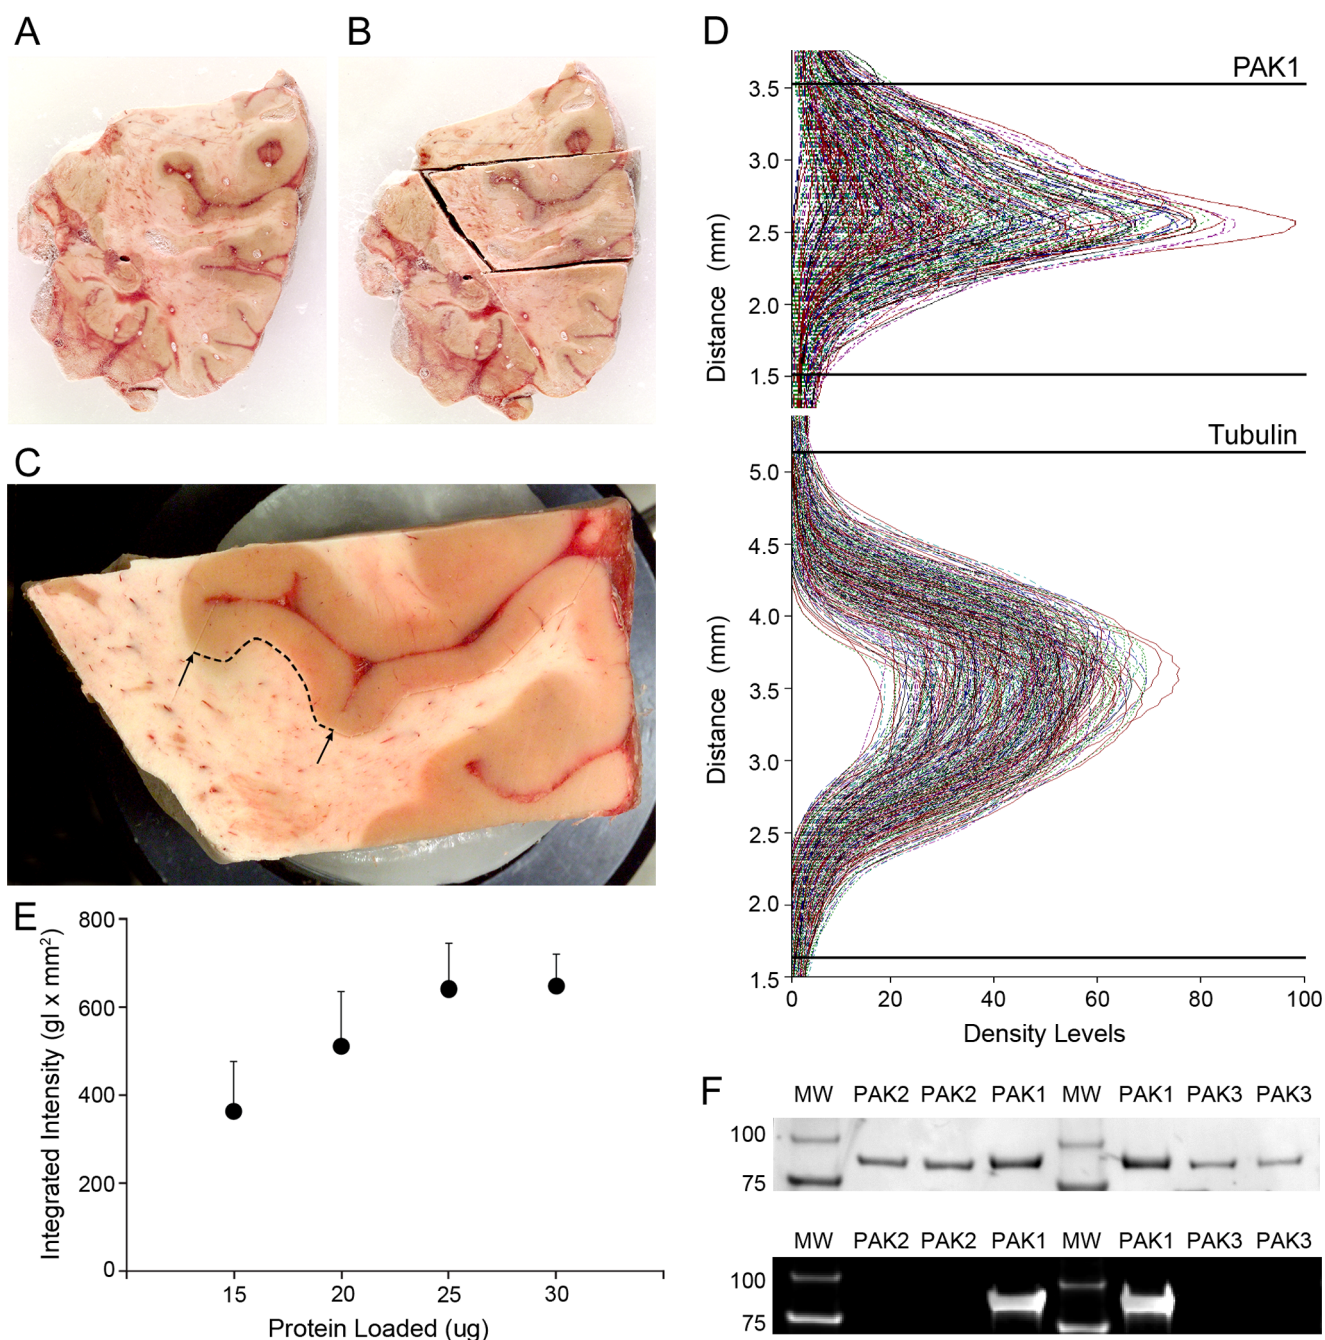 A
B
C
D
PAK1
3.5
3.0
2.5
2.0
1.5
Distance (mm)
Tubulin
5.0
4.5
4.0
3.5
3.0
2.5
2.0
1.5
Distance (mm)
0 20 40 60 80 100
Density Levels
E
800
600
400
200
0
Integrated Intensity (gl x mm²)
15 20 25 30
Protein Loaded (ug)
F
MW PAK2 PAK2 PAK1 MW PAK1 PAK3 PAK3
100
75
MW PAK2 PAK2 PAK1 MW PAK1 PAK3 PAK3
100
75